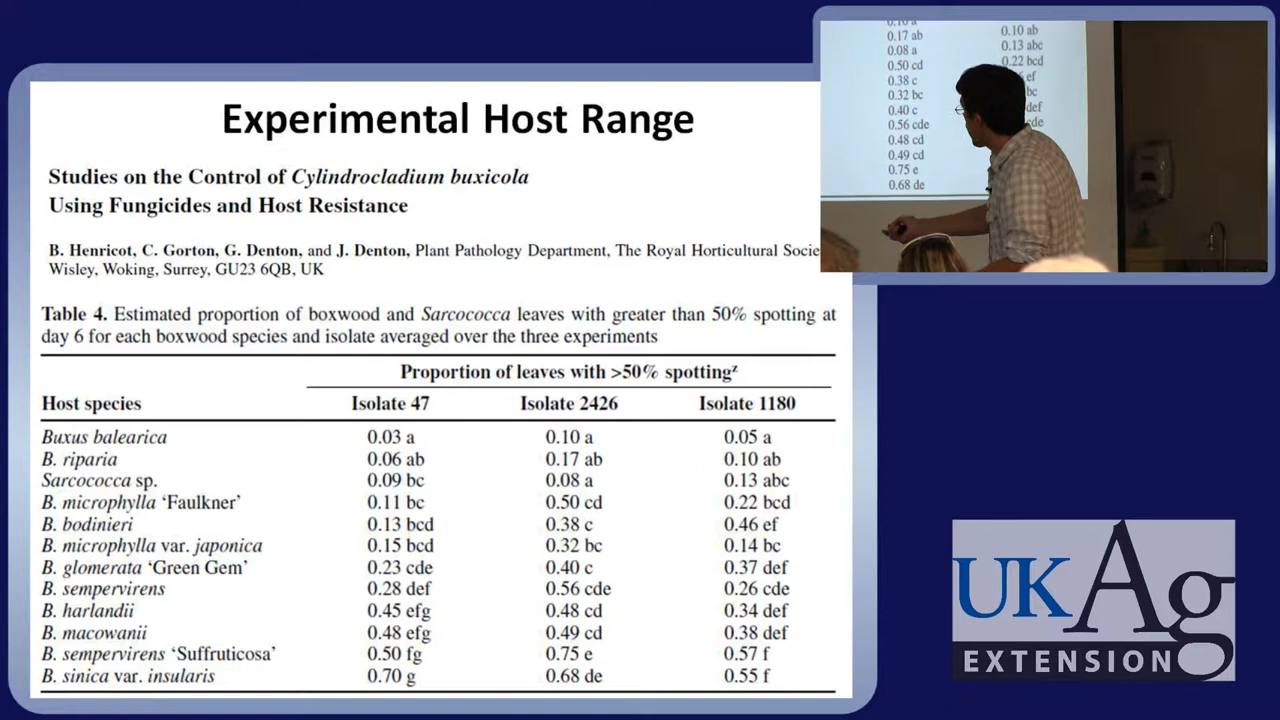 Experimental Host Range
Studies on the Control of Cylindrocladium buxicola
Using Fungicides and Host Resistance
B. Henricot, C. Gorton, G. Denton, and J. Denton, Plant Pathology Department, The Royal Horticultural
Wisley, Woking, Surrey, GU23 6QB, UK
Table 4. Estimated proportion of boxwood and Sarcococca leaves with greater than 50% spotting at
day 6 for each boxwood species and isolate averaged over the three experiments
Proportion of leaves with >50% spottingᶻ
Host species Isolate 47 Isolate 2426 Isolate 1180
Buxus balearica 0.03 a 0.10 a 0.05 a
B. riparia 0.06 ab 0.17 ab 0.10 ab
Sarcococca sp. 0.09 bc 0.08 a 0.13 abc
B. microphylla ‘Faulkner’ 0.11 bc 0.50 cd 0.22 bcd
B. bodinieri 0.13 bcd 0.38 c 0.46 ef
B. microphylla var. japonica 0.15 bcd 0.32 bc 0.14 bc
B. glomerata ‘Green Gem’ 0.23 cde 0.40 c 0.37 def
B. sempervirens 0.28 def 0.56 cde 0.26 cde
B. harlandii 0.45 efg 0.48 cd 0.34 def
B. macowanii 0.48 efg 0.49 cd 0.38 def
B. sempervirens ‘Suffruticosa’ 0.50 fg 0.75 e 0.57 f
B. sinica var. insularis 0.70 g 0.68 de 0.55 f
0.10 a 0.10 ab
0.17 ab 0.13 abc
0.08 a 0.22 bcd
0.50 cd ef
0.38 c bc
0.32 bc def
0.40 c cde
0.56 cde
0.48 cd
0.49 cd
0.75 e
0.68 de
UKAg
EXTENSION